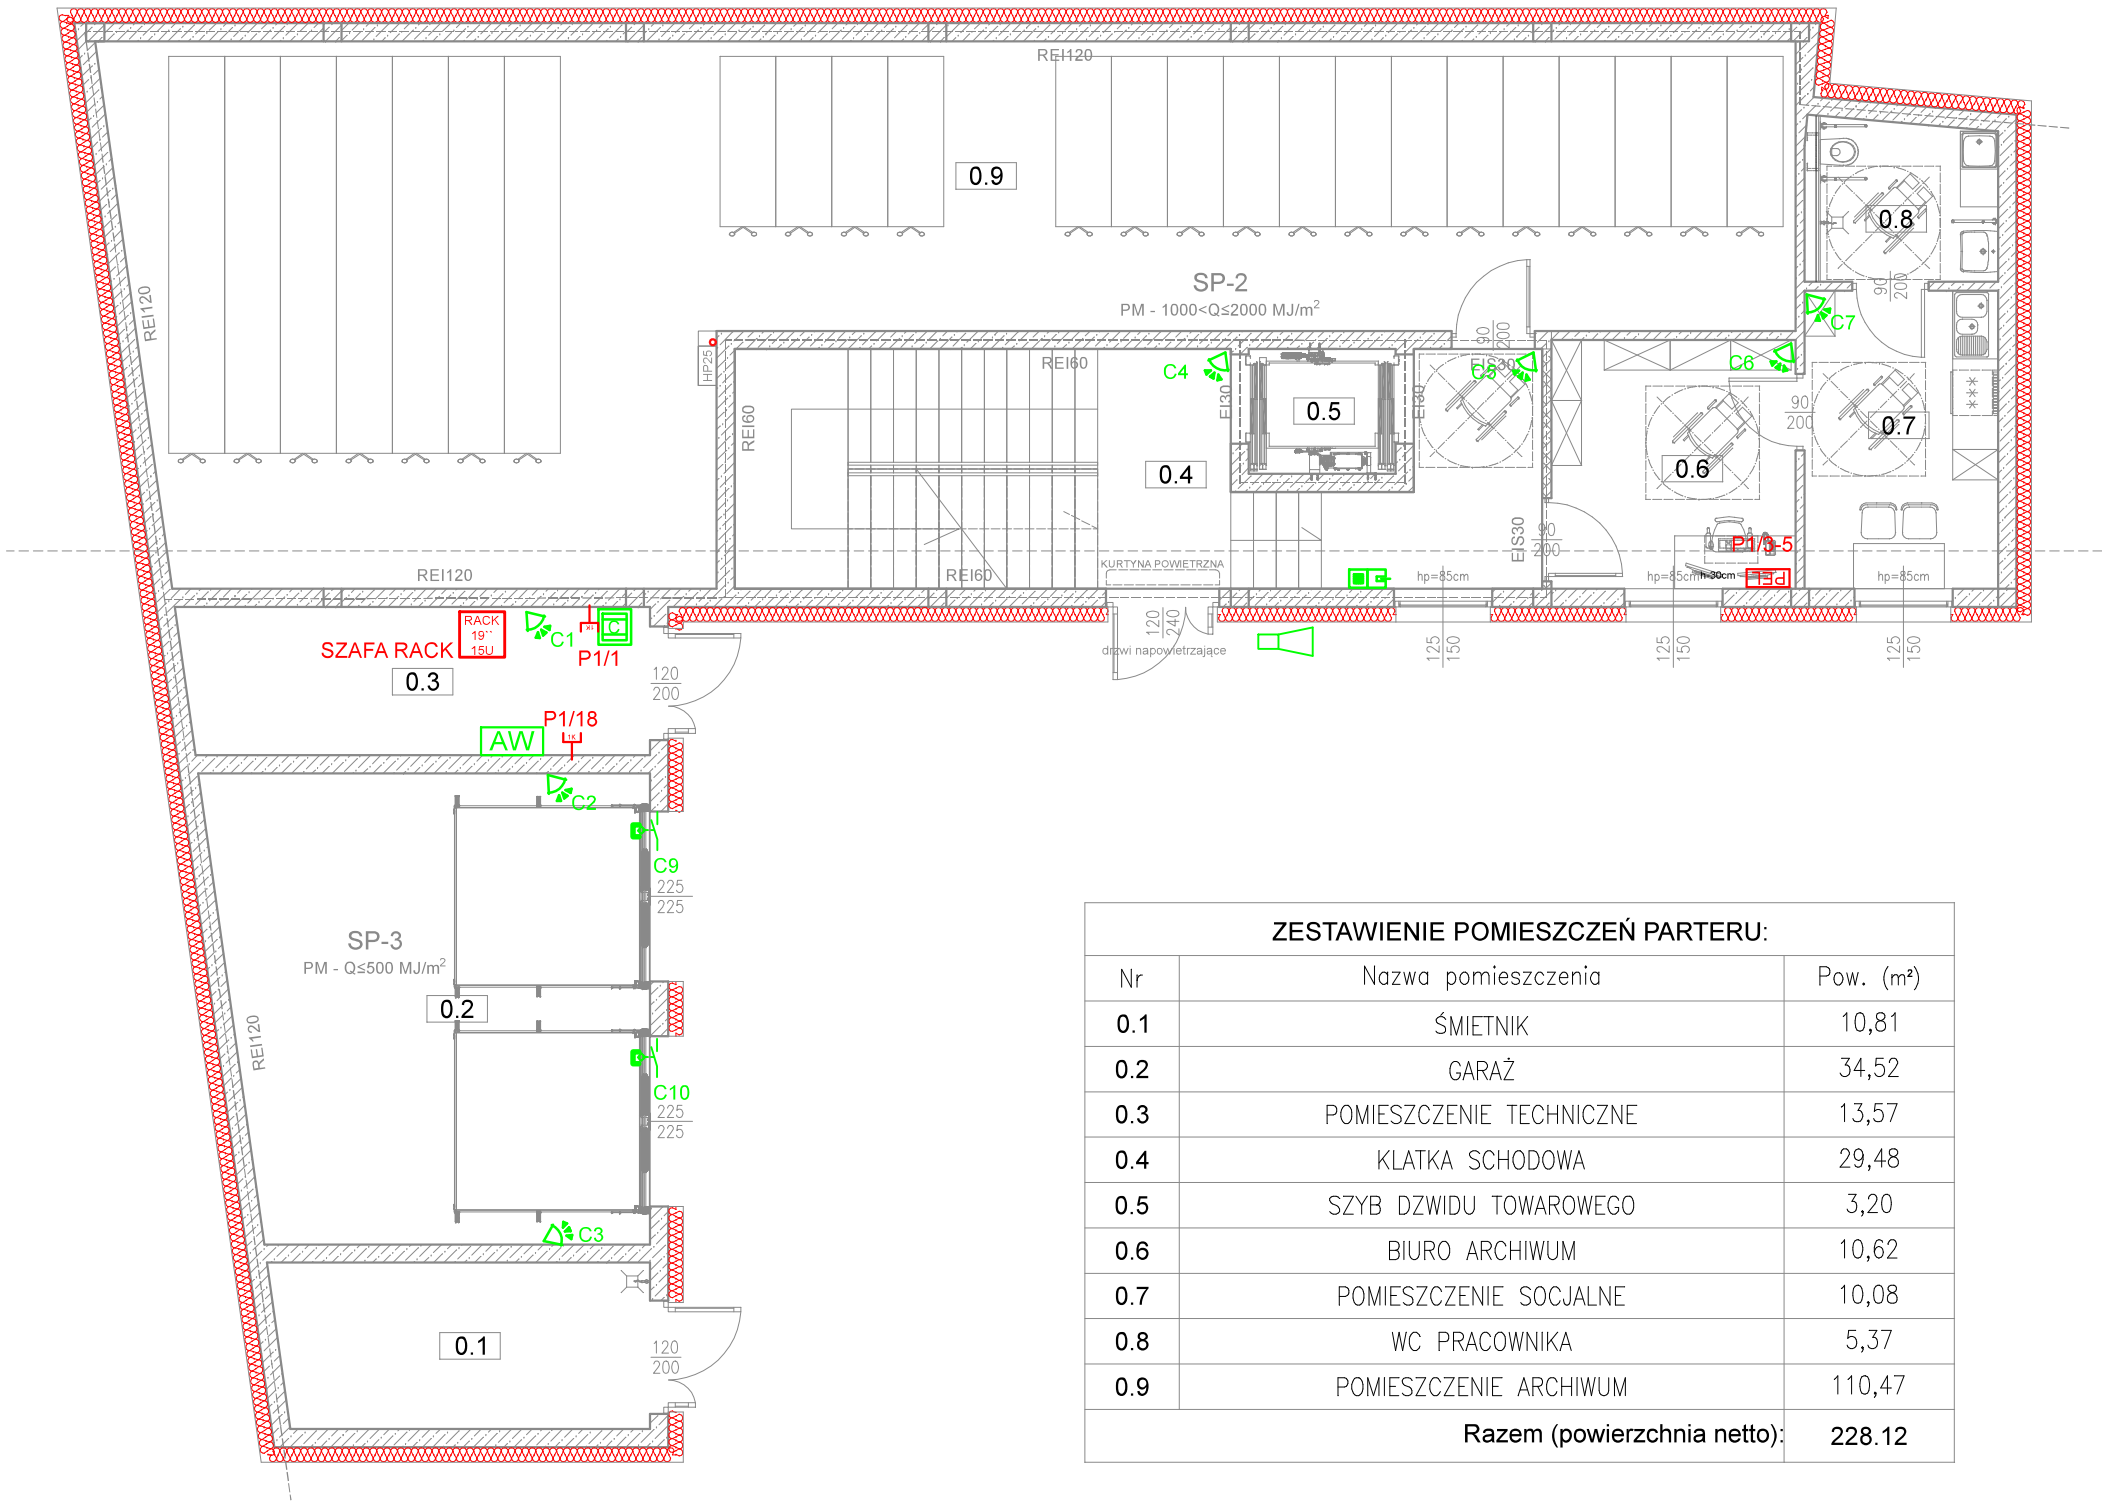 REI120
0.9
0.8
90
200
REI120
SP-2
PM - 1000<Q≤2000 MJ/m²
C7
HP25
REI60
C4
90
200
EIS30
C5
C6
REI60
EI30
0.5
EI30
90
200
0.7
0.4
0.6
EIS30
90
200
P1/3-5
REI120
REI60
KURTYNA POWIETRZNA
hp=85cm
hp=85cm
h-30cm
PEL
hp=85cm
RACK
19``
15U
SZAFA RACK
C1
1K
C
P1/1
120
240
drzwi napowietrzające
125
150
125
150
125
150
0.3
120
200
P1/18
1K
AW
C2
C9
225
225
SP-3
PM - Q≤500 MJ/m²
0.2
REI120
C10
225
225
C3
0.1
120
200
ZESTAWIENIE POMIESZCZEŃ PARTERU:
Nr Nazwa pomieszczenia Pow. (m²)
0.1 ŚMIETNIK 10,81
0.2 GARAŻ 34,52
0.3 POMIESZCZENIE TECHNICZNE 13,57
0.4 KLATKA SCHODOWA 29,48
0.5 SZYB DZWIDU TOWAROWEGO 3,20
0.6 BIURO ARCHIWUM 10,62
0.7 POMIESZCZENIE SOCJALNE 10,08
0.8 WC PRACOWNIKA 5,37
0.9 POMIESZCZENIE ARCHIWUM 110,47
Razem (powierzchnia netto): 228.12